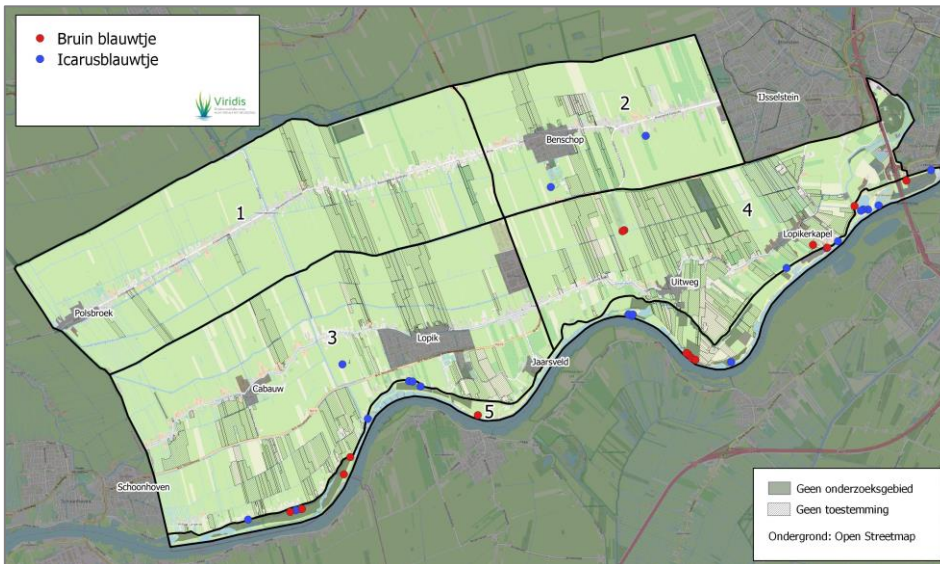 Bruin blauwtje
Icarusblauwtje
Viridis
IJsselstein
2
Benschop
1
4
Lopikerkapel
Uitweg
Polsbroek
3
Lopik
Jaarsveld
Cabauw
5
Schoonhoven
Geen onderzoeksgebied
Geen toestemming
Ondergrond: Open Streetmap